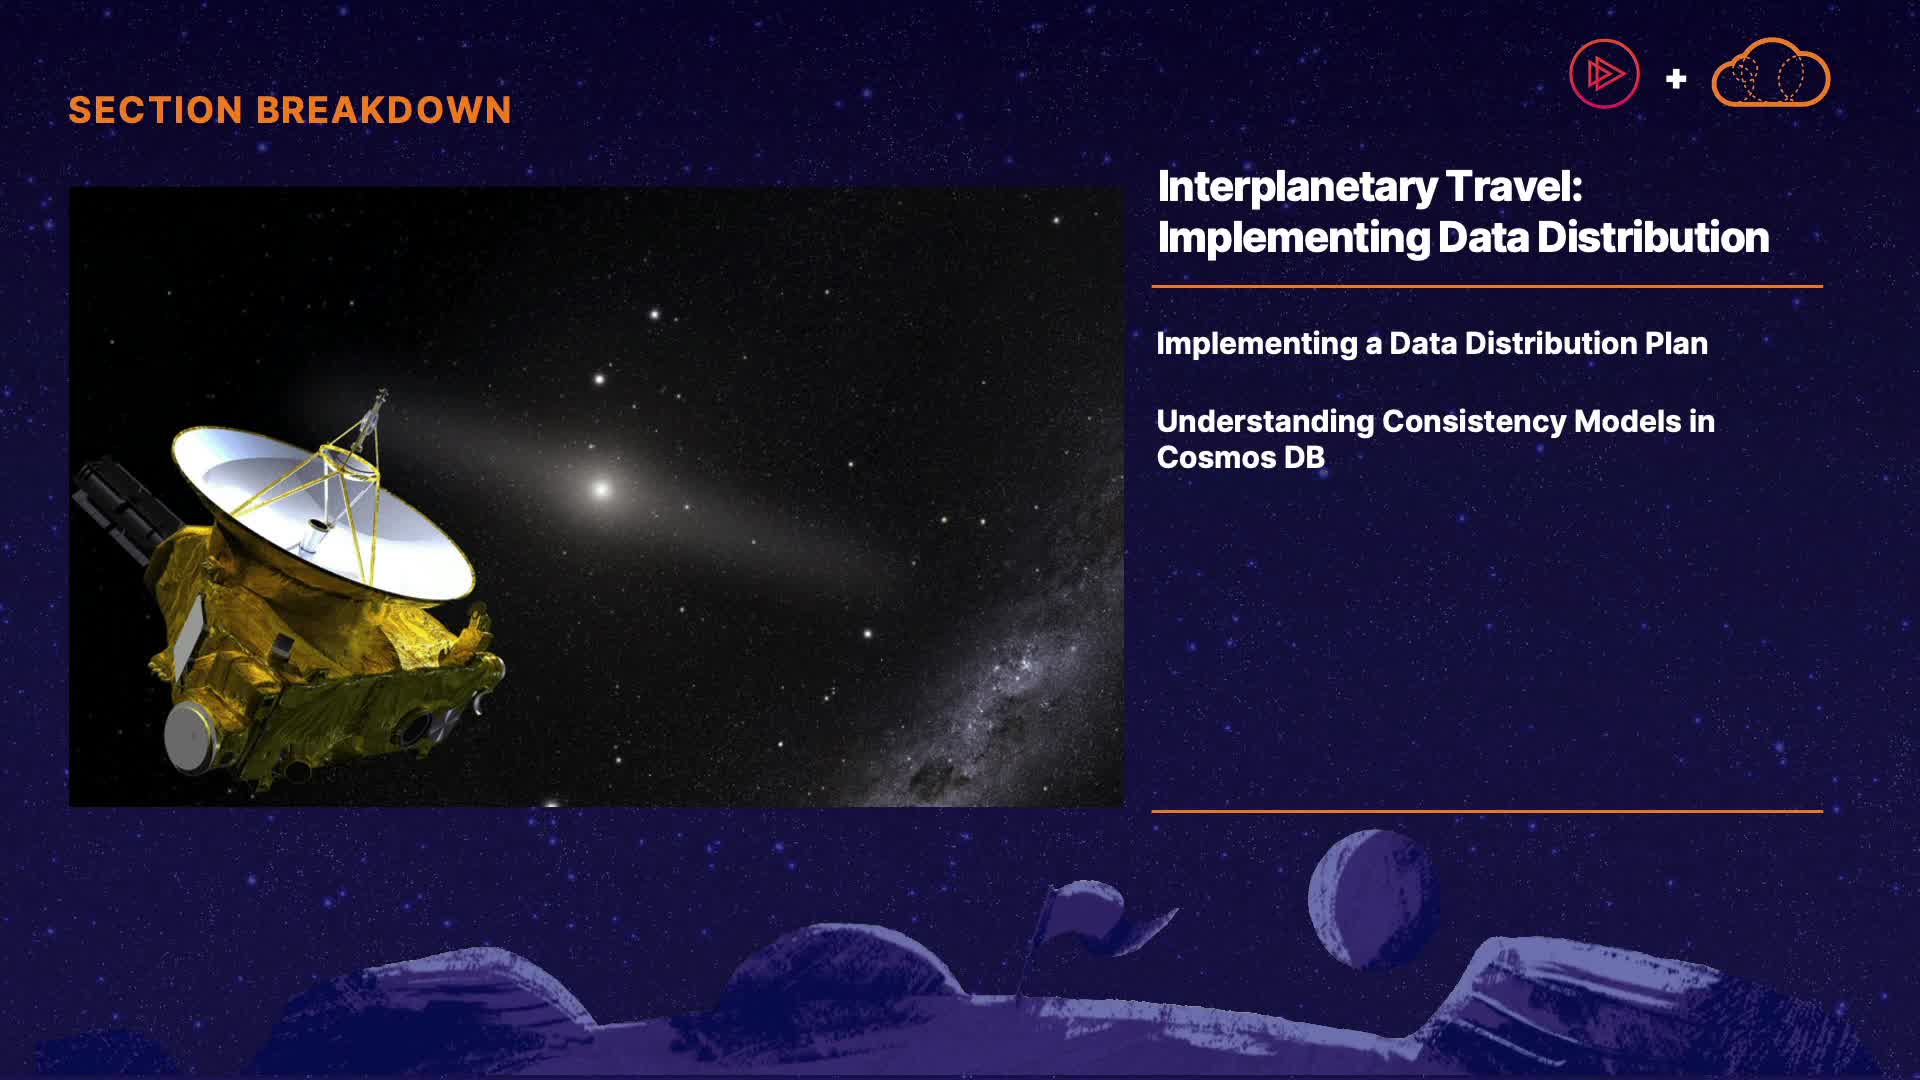 SECTION BREAKDOWN
Interplanetary Travel:
Implementing Data Distribution
Implementing a Data Distribution Plan
Understanding Consistency Models in
Cosmos DB